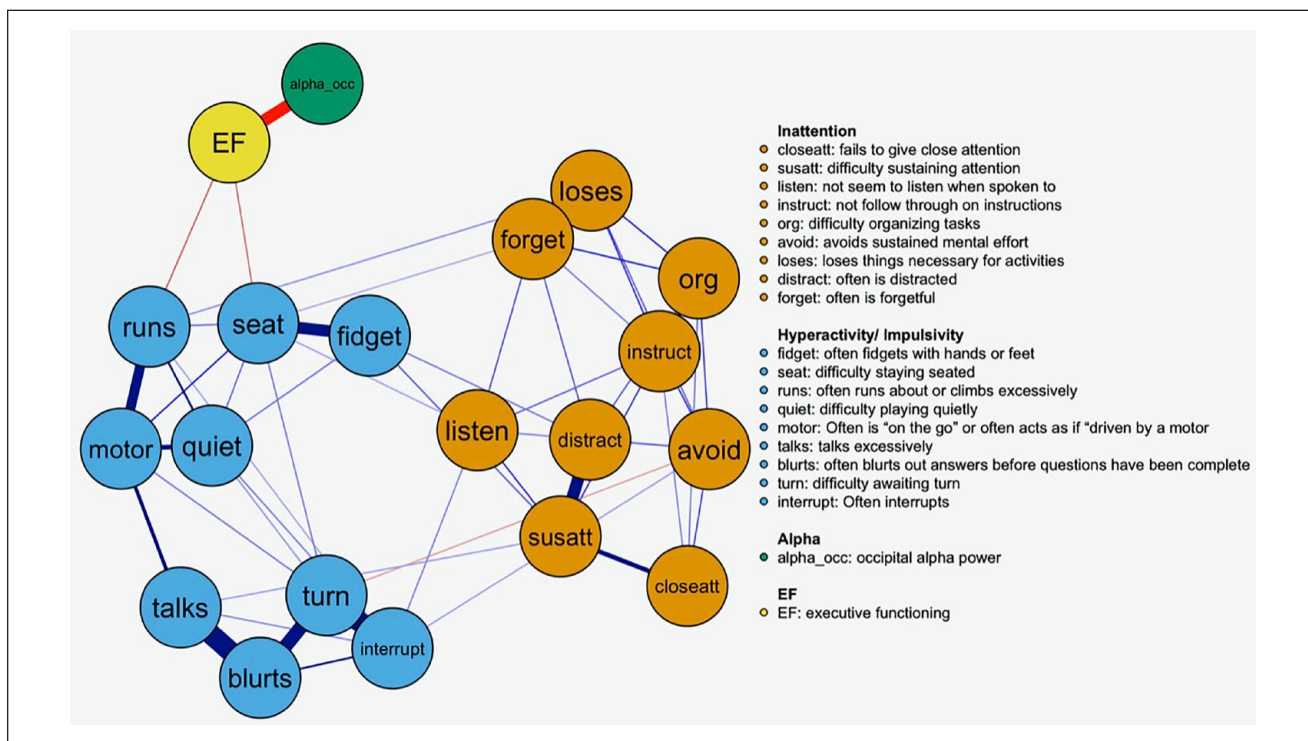 alpha_occ
EF
loses
forget
org
runs
seat
fidget
instruct
listen
distract
avoid
motor
quiet
susatt
closeatt
talks
turn
interrupt
blurts
Inattention
closeatt: fails to give close attention
susatt: difficulty sustaining attention
listen: not seem to listen when spoken to
instruct: not follow through on instructions
org: difficulty organizing tasks
avoid: avoids sustained mental effort
loses: loses things necessary for activities
distract: often is distracted
forget: often is forgetful
Hyperactivity/ Impulsivity
fidget: often fidgets with hands or feet
seat: difficulty staying seated
runs: often runs about or climbs excessively
quiet: difficulty playing quietly
motor: Often is “on the go” or often acts as if “driven by a motor
talks: talks excessively
blurts: often blurts out answers before questions have been complete
turn: difficulty awaiting turn
interrupt: Often interrupts
Alpha
alpha_occ: occipital alpha power
EF
EF: executive functioning